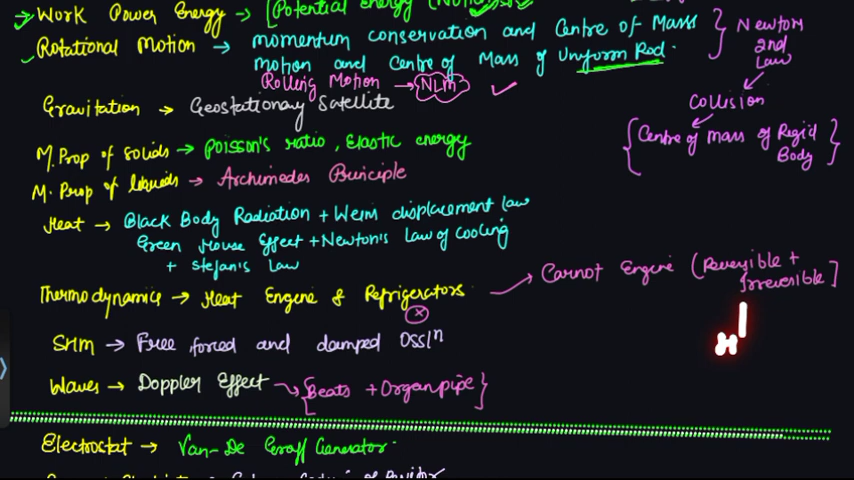 Work Power Energy → [Potential Energy
Rotational Motion → momentum conservation and Centre of Mass
motion and Centre of Mass of Uniform Rod.
Rolling Motion → NLM ✓
} Newton
2nd
Law
Collision
{Centre of mass of Regid
Body}
Gravitation → Geostationary Satellite
M. Prop of solids → Poisson's ratio, Elastic energy
M. Prop of liquids → Archimedes Principle
Heat → Black Body Radiation + Wein displacement law
Green House Effect + Newton's Law of cooling
+ Stefan's Law
Thermodynamics → Heat Engine & Refrigerators → Carnot Engine (Reversible +
Irreversible]
SHM → Free, forced and damped Ossln
Waves → Doppler Effect → [Beats + Organ pipe}
Electrostat → Van-De Graff Generator.